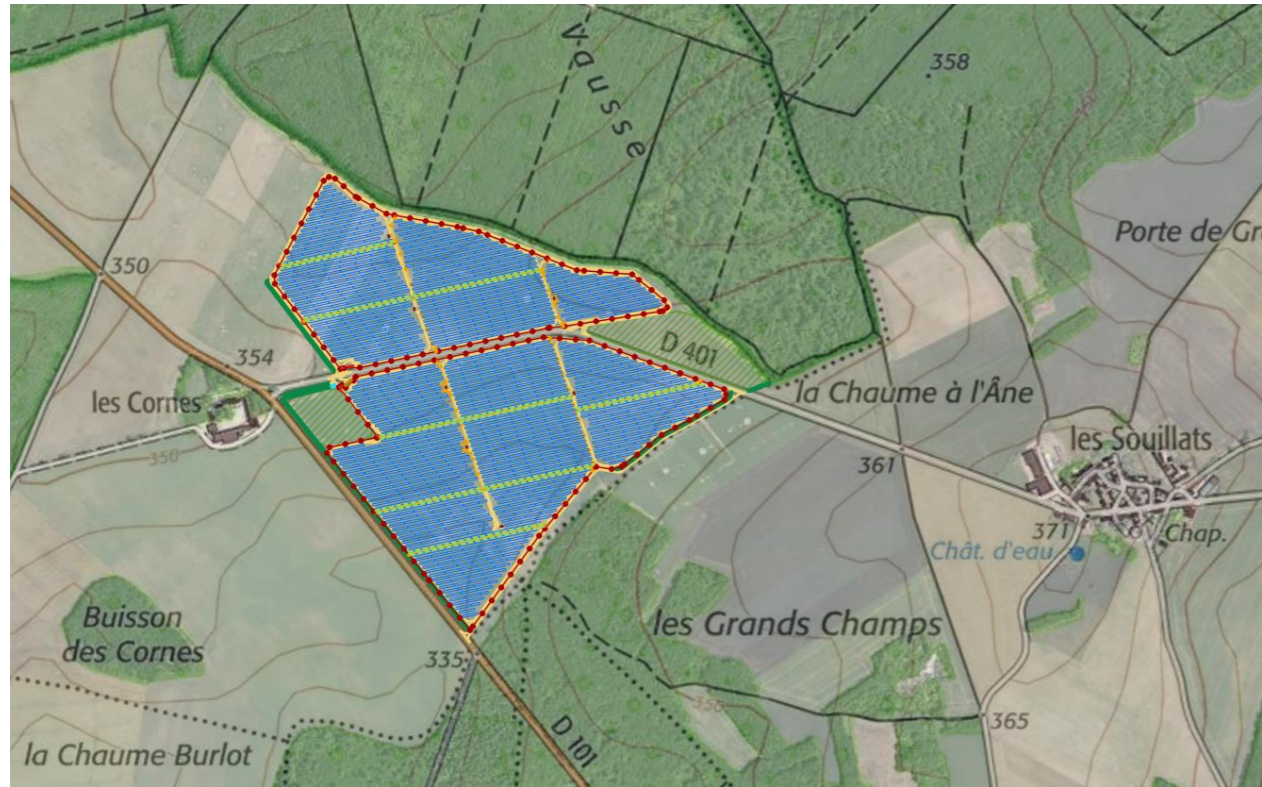 Vausse
358
Porte de Gr
350
D 401
354
la Chaume à l'Âne
les Cornes
les Souillats
350
361
371
Chap.
Chât. d'eau
Buisson
des Cornes
les Grands Champs
335
350
365
D 101
la Chaume Burlot